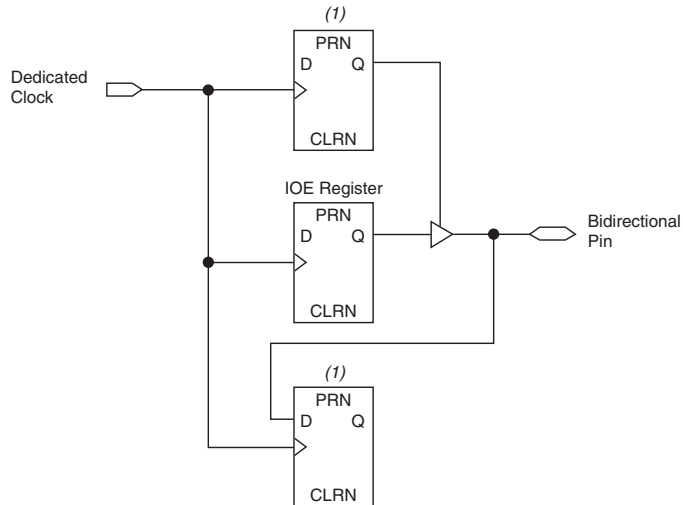 (1)
PRN
D Q
CLRN
Dedicated
Clock
IOE Register
PRN
D Q
CLRN
Bidirectional
Pin
(1)
PRN
D Q
CLRN